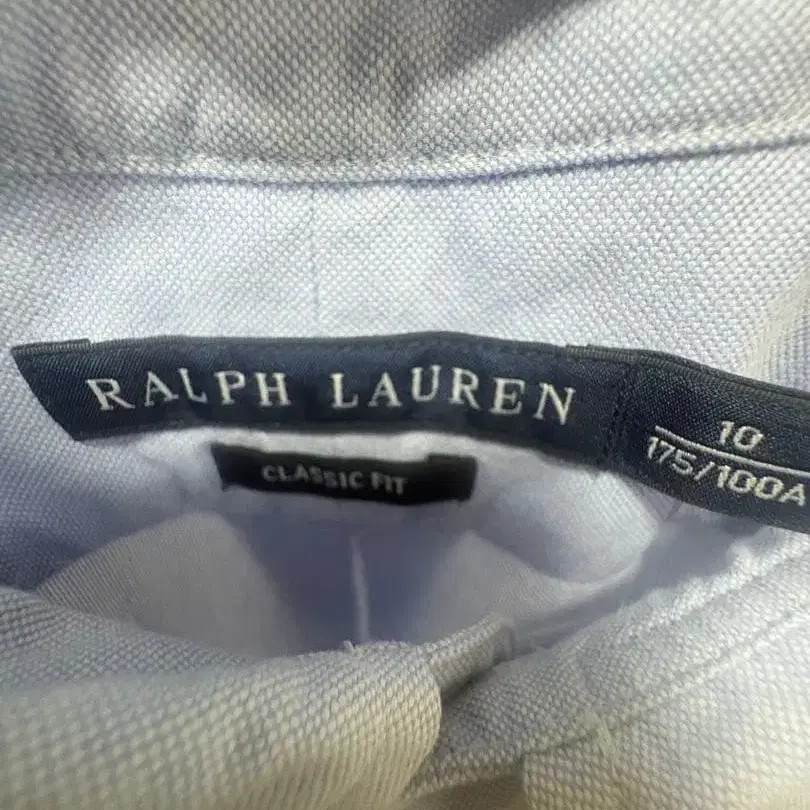 RALPH LAUREN
10
175/100A
CLASSIC FIT